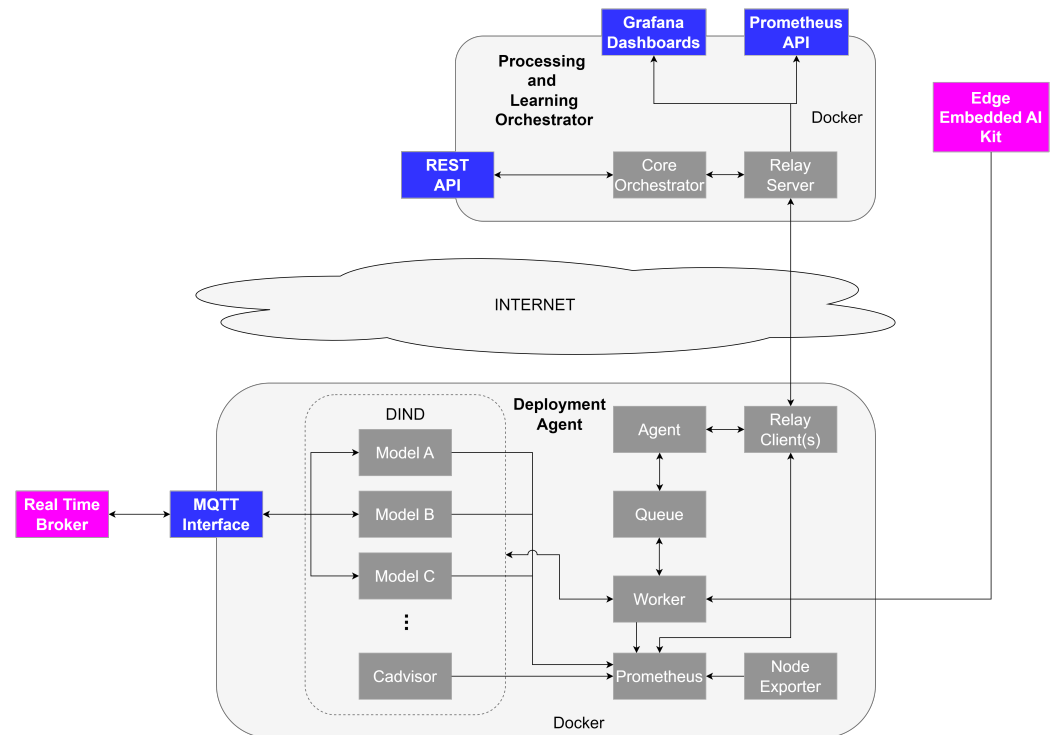 Grafana
Dashboards
Prometheus
API
Processing
and
Learning
Orchestrator
Docker
Edge
Embedded AI
Kit
REST
API
Core
Orchestrator
Relay
Server
INTERNET
DIND
Deployment
Agent
Agent
Relay
Client(s)
Model A
Real Time
Broker
MQTT
Interface
Model B
Queue
Model C
Worker
Cadvisor
Prometheus
Node
Exporter
Docker